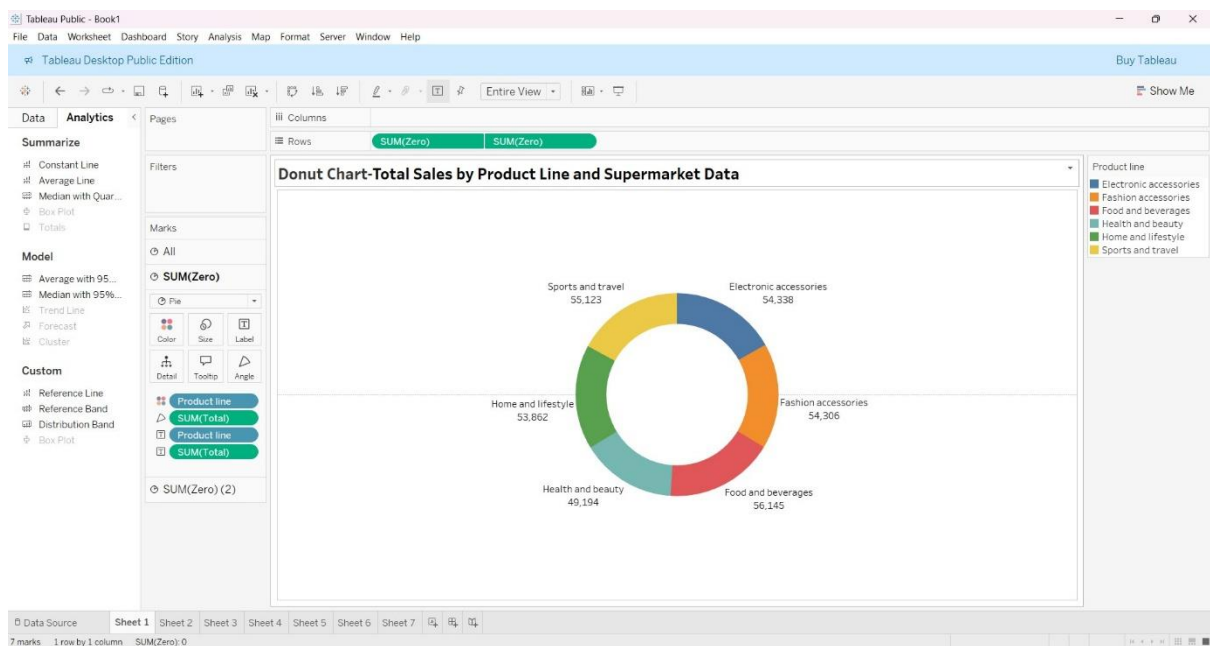 Tableau Public - Book1
File Data Worksheet Dashboard Story Analysis Map Format Server Window Help
Tableau Desktop Public Edition
Buy Tableau
Entire View
Show Me
Data Analytics
Summarize
Constant Line
Average Line
Median with Quar...
Box Plot
Totals
Model
Average with 95...
Median with 95%...
Trend Line
Forecast
Cluster
Custom
Reference Line
Reference Band
Distribution Band
Box Plot
Pages
Filters
Marks
All
SUM(Zero)
Pie
Color Size Label
Detail Tooltip Angle
Product line
SUM(Total)
Product line
SUM(Total)
SUM(Zero) (2)
Columns
Rows SUM(Zero) SUM(Zero)
Donut Chart-Total Sales by Product Line and Supermarket Data
Sports and travel
55,123
Electronic accessories
54,338
Home and lifestyle
53,862
Fashion accessories
54,306
Health and beauty
49,194
Food and beverages
56,145
Product line
Electronic accessories
Fashion accessories
Food and beverages
Health and beauty
Home and lifestyle
Sports and travel
Data Source Sheet 1 Sheet 2 Sheet 3 Sheet 4 Sheet 5 Sheet 6 Sheet 7
7 marks 1 row by 1 column SUM(Zero): 0